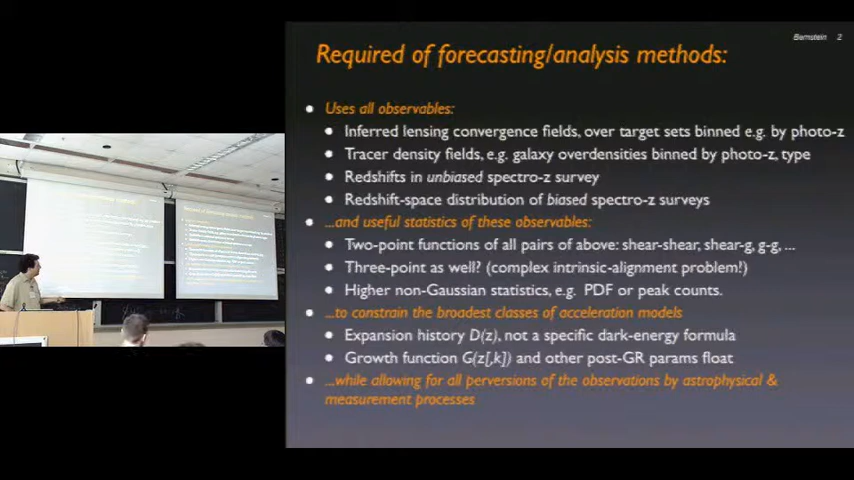 Bernstein 2
Required of forecasting/analysis methods:
Uses all observables:
Inferred lensing convergence fields, over target sets binned e.g. by photo-z
Tracer density fields, e.g. galaxy overdensities binned by photo-z, type
Redshifts in unbiased spectro-z survey
Redshift-space distribution of biased spectro-z surveys
...and useful statistics of these observables:
Two-point functions of all pairs of above: shear-shear, shear-g, g-g, ...
Three-point as well? (complex intrinsic-alignment problem!)
Higher non-Gaussian statistics, e.g. PDF or peak counts.
...to constrain the broadest classes of acceleration models
Expansion history D(z), not a specific dark-energy formula
Growth function G(z[,k]) and other post-GR params float
...while allowing for all perversions of the observations by astrophysical &
measurement processes